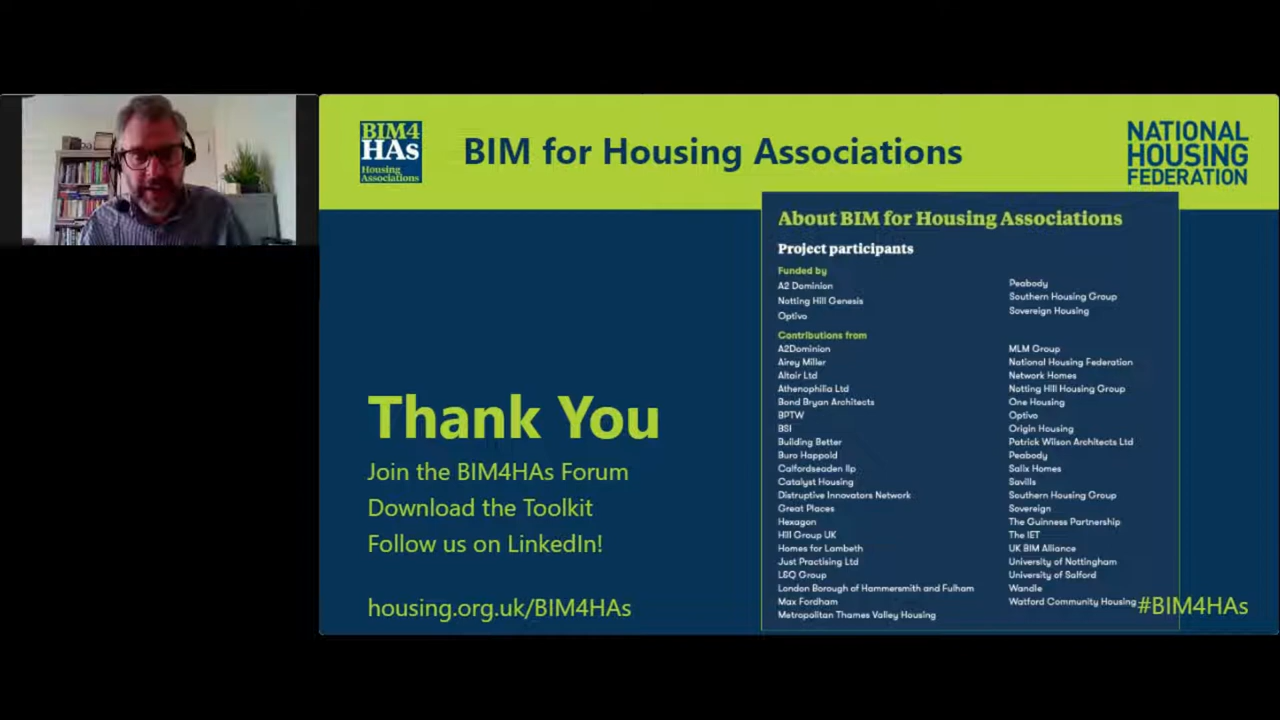 BIM4
HAs
Housing
Associations
BIM for Housing Associations
NATIONAL
HOUSING
FEDERATION
Thank You
Join the BIM4HAs Forum
Download the Toolkit
Follow us on LinkedIn!
housing.org.uk/BIM4HAs
About BIM for Housing Associations
Project participants
Funded by
A2 Dominion
Notting Hill Genesis
Optivo
Peabody
Southern Housing Group
Sovereign Housing
Contributions from
A2Dominion
Airey Miller
Altair Ltd
Athenophilia Ltd
Bond Bryan Architects
BPTW
BSI
Building Better
Buro Happold
Calfordseaden llp
Catalyst Housing
Distruptive Innovators Network
Great Places
Hexagon
Hill Group UK
Homes for Lambeth
Just Practising Ltd
L&Q Group
London Borough of Hammersmith and Fulham
Max Fordham
Metropolitan Thames Valley Housing
MLM Group
National Housing Federation
Network Homes
Notting Hill Housing Group
One Housing
Optivo
Origin Housing
Patrick Wilson Architects Ltd
Peabody
Salix Homes
Savills
Southern Housing Group
Sovereign
The Guinness Partnership
The IET
UK BIM Alliance
University of Nottingham
University of Salford
Wandle
Watford Community Housing
#BIM4HAs